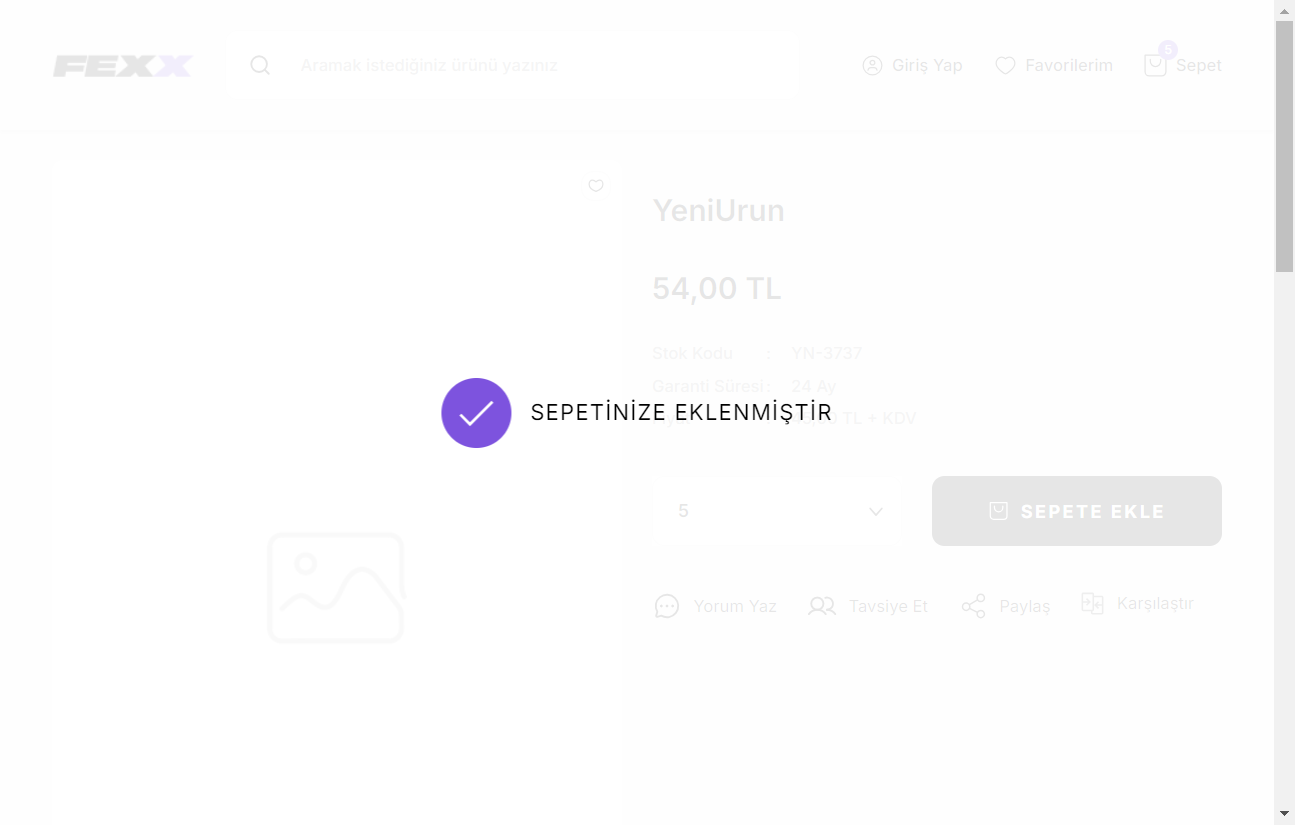 FEXX
Aramak istediğiniz ürünü yazınız
Giriş Yap
Favorilerim
5
Sepet
YeniUrun
54,00 TL
Stok Kodu : YN-3737
Garanti Süresi : 24 Ay
TL + KDV
SEPETİNİZE EKLENMİŞTİR
5
SEPETE EKLE
Yorum Yaz
Tavsiye Et
Paylaş
Karşılaştır